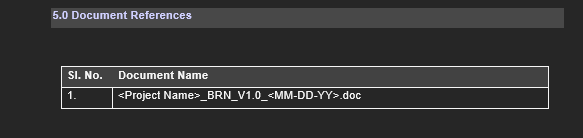 5.0 Document References
Sl. No. Document Name
1. <Project Name>_BRN_V1.0_<MM-DD-YY>.doc